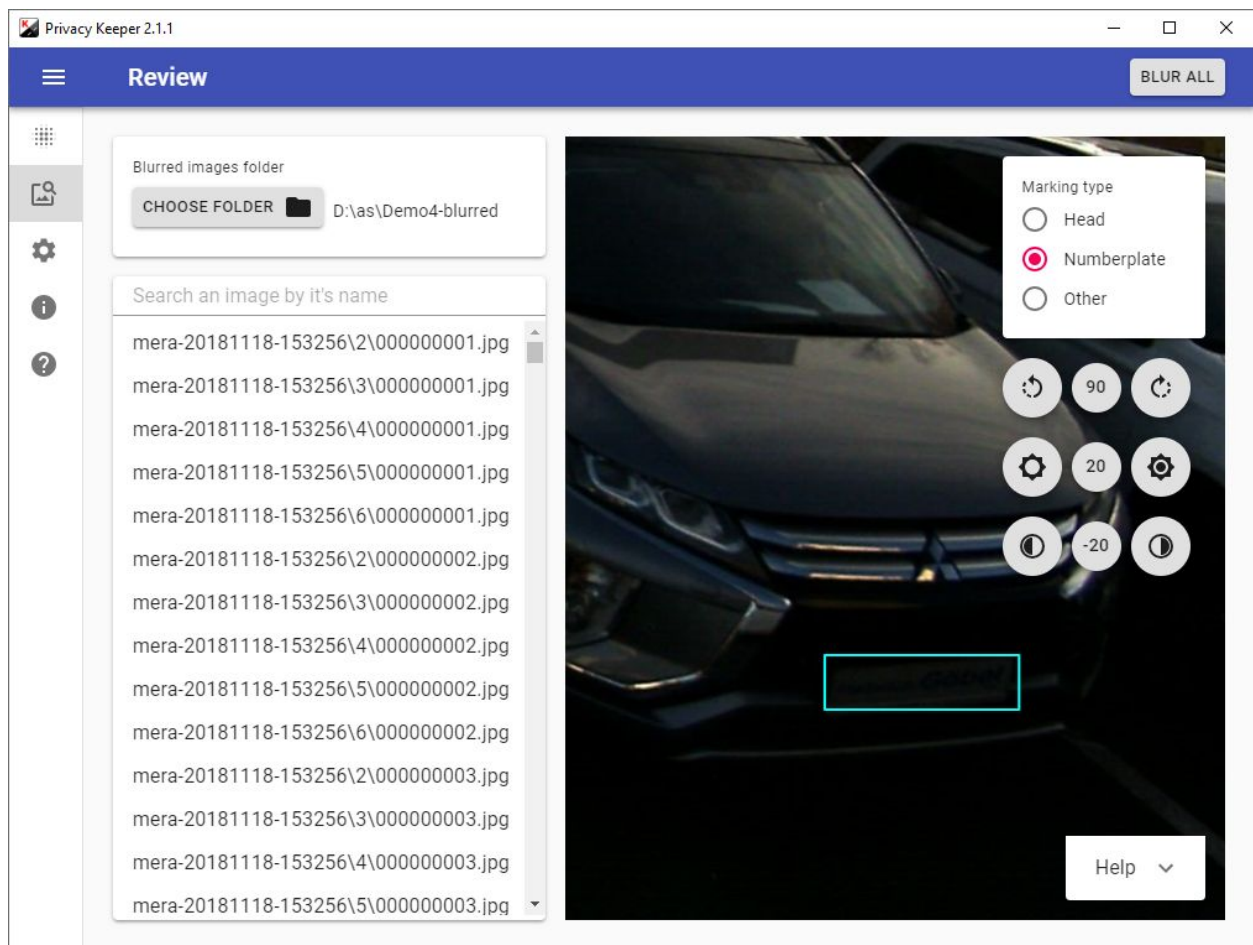 Privacy Keeper 2.1.1
Review
BLUR ALL
Blurred images folder
CHOOSE FOLDER
D:\as\Demo4-blurred
Search an image by it's name
mera-20181118-153256\2\000000001.jpg
mera-20181118-153256\3\000000001.jpg
mera-20181118-153256\4\000000001.jpg
mera-20181118-153256\5\000000001.jpg
mera-20181118-153256\6\000000001.jpg
mera-20181118-153256\2\000000002.jpg
mera-20181118-153256\3\000000002.jpg
mera-20181118-153256\4\000000002.jpg
mera-20181118-153256\5\000000002.jpg
mera-20181118-153256\6\000000002.jpg
mera-20181118-153256\2\000000003.jpg
mera-20181118-153256\3\000000003.jpg
mera-20181118-153256\4\000000003.jpg
mera-20181118-153256\5\000000003.jpg
Marking type
Head
Numberplate
Other
90
20
-20
Help